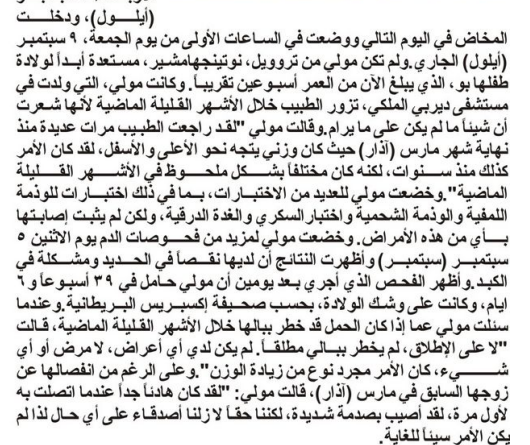 (أيلول)، ودخلت
المخاض في اليوم التالي ووضعت في الساعات الأولى من يوم الجمعة، ٩ سبتمبر
(أيلول) الجاري.ولم تكن مولي من تروويل، نوتينجهامشير، مستعدة أبداً لولادة
طفلها بو، الذي يبلغ الآن من العمر أسبوعين تقريباً. وكانت مولي، التي ولدت في
مستشفى ديربي الملكي، تزور الطبيب خلال الأشهر القليلة الماضية لأنها شعرت
أن شيئاً ما لم يكن على ما يرام.وقالت مولي "لقد راجعت الطبيب مرات عديدة منذ
نهاية شهر مارس (آذار) حيث كان وزني يتجه نحو الأعلى والأسفل، لقد كان الأمر
كذلك منذ سنوات، لكنه كان مختلفاً بشكل ملحوظ في الأشهر القليلة
الماضية".وخضعت مولي للعديد من الاختبارات، بما في ذلك اختبارات للوذمة
اللمفية والوذمة الشحمية واختبار السكري و الغدة الدرقية، ولكن لم يثبت إصابتها
بأي من هذه الأمراض. وخضعت مولي لمزيد من فحوصات الدم يوم الاثنين ٥
سبتمبر (سبتمبر) وأظهرت النتائج أن لديها نقصاً في الحديد ومشكلة في
الكبد.وأظهر الفحص الذي أجري بعد يومين أن مولي حامل في ٣٩ أسبوعاً و٦
ايام، وكانت على وشك الولادة، بحسب صحيفة إكسبريس البريطانية.وعندما
سئلت مولي عما إذا كان الحمل قد خطر ببالها خلال الأشهر القليلة الماضية، قالت
"لا على الإطلاق، لم يخطر ببالي مطلقاً. لم يكن لدي أي أعراض، لا مرض أو أي
شيء، كان الأمر مجرد نوع من زيادة الوزن".وعلى الرغم من انفصالها عن
زوجها السابق في مارس (آذار)، قالت مولي: "لقد كان هادئاً جداً عندما اتصلت به
لأول مرة، لقد أصيب بصدمة شديدة، لكننا حقاً لا زلنا أصدقاء على أي حال لذا لم
يكن الأمر سيئاً للغاية.